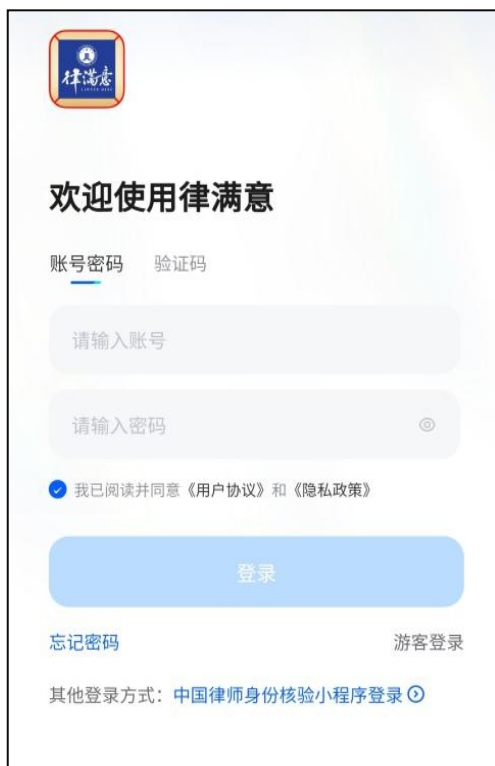 律满意
欢迎使用律满意
账号密码 验证码
请输入账号
请输入密码
我已阅读并同意《用户协议》和《隐私政策》
登录
忘记密码 游客登录
其他登录方式：中国律师身份核验小程序登录